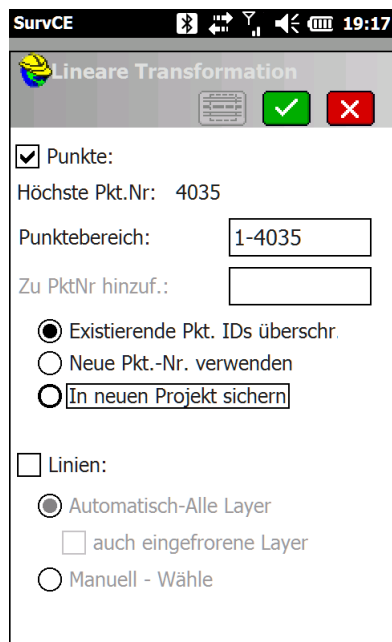 SurvCE 19:17
Lineare Transformation
Punkte:
Höchste Pkt.Nr: 4035
Punktebereich: 1-4035
Zu PktNr hinzuf.:
Existierende Pkt. IDs überschr.
Neue Pkt.-Nr. verwenden
In neuen Projekt sichern
Linien:
Automatisch-Alle Layer
auch eingefrorene Layer
Manuell - Wähle